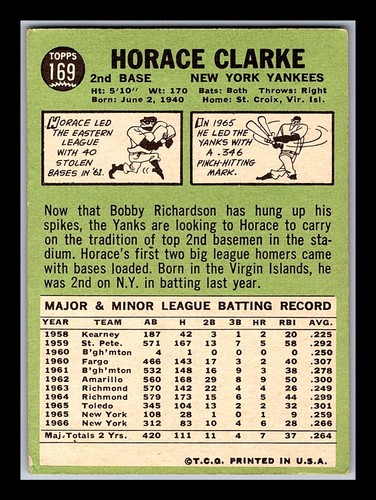 TOPPS
169
HORACE CLARKE
2nd BASE NEW YORK YANKEES
Ht: 5'10" Wt: 170 Bats: Both Throws: Right
Born: June 2, 1940 Home: St. Croix, Vir. Isl.
HORACE LED
THE EASTERN
LEAGUE
WITH 40
STOLEN
BASES IN '61.
IN 1965
HE LED THE
YANKS WITH
A .346
PINCH-HITTING
MARK.
Now that Bobby Richardson has hung up his
spikes, the Yanks are looking to Horace to carry
on the tradition of top 2nd basemen in the sta-
dium. Horace's first two big league homers came
with bases loaded. Born in the Virgin Islands, he
was 2nd on N.Y. in batting last year.
MAJOR & MINOR LEAGUE BATTING RECORD
YEAR TEAM AB H 2B 3B HR RBI AVG.
1958 Kearney 187 42 3 1 2 20 .225
1959 St. Pete. 571 167 13 7 5 58 .292
1960 B'gh'mton 4 1 0 0 0 0 .250
1960 Fargo 466 143 17 3 2 40 .307
1961 B'gh'mton 532 148 16 9 3 38 .278
1962 Amarillo 560 168 29 8 9 50 .300
1963 Richmond 570 142 22 4 4 26 .249
1964 Richmond 579 173 15 6 5 44 .299
1965 Toledo 345 104 13 2 2 32 .301
1965 New York 108 28 1 0 1 9 .259
1966 New York 312 83 10 4 6 28 .266
Maj. Totals 2 Yrs. 420 111 11 4 7 37 .264
©T.C.G. PRINTED IN U.S.A.